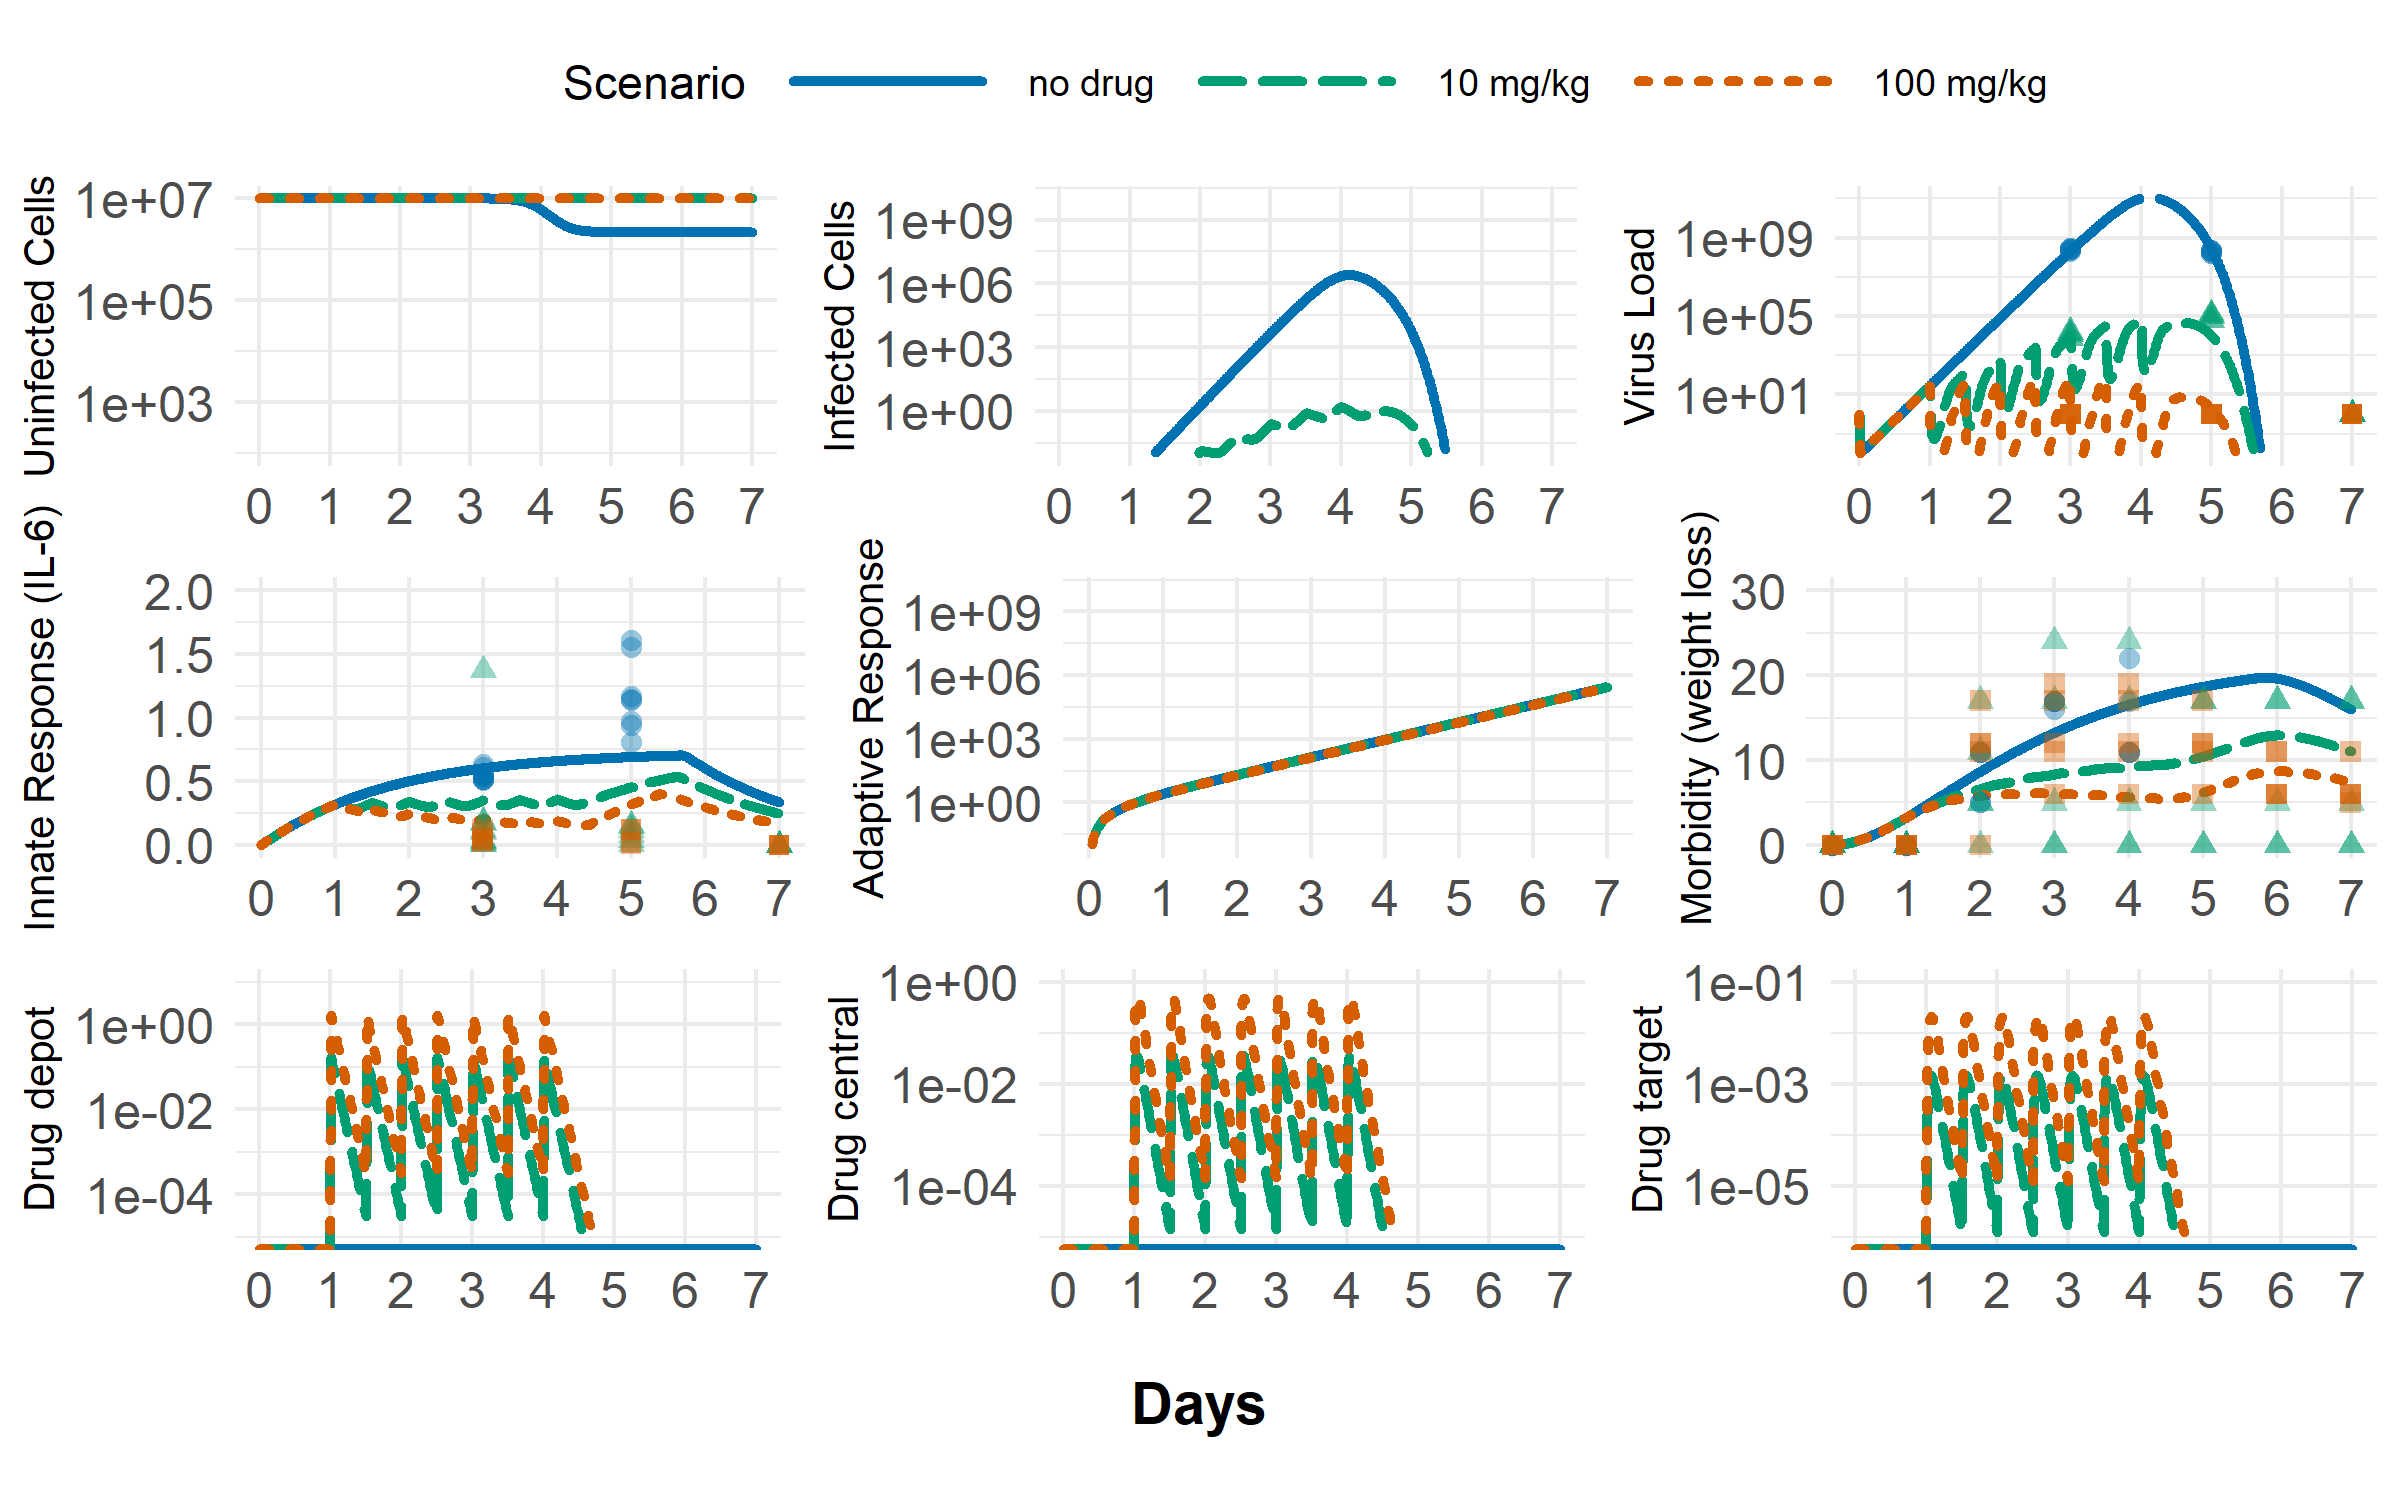 Scenario no drug 10 mg/kg 100 mg/kg
Uninfected Cells
1e+07
1e+05
1e+03
0 1 2 3 4 5 6 7
Infected Cells
1e+09
1e+06
1e+03
1e+00
0 1 2 3 4 5 6 7
Virus Load
1e+09
1e+05
1e+01
0 1 2 3 4 5 6 7
Innate Response (IL-6)
2.0
1.5
1.0
0.5
0.0
0 1 2 3 4 5 6 7
Adaptive Response
1e+09
1e+06
1e+03
1e+00
0 1 2 3 4 5 6 7
Morbidity (weight loss)
30
20
10
0
0 1 2 3 4 5 6 7
Drug depot
1e+00
1e-02
1e-04
0 1 2 3 4 5 6 7
Drug central
1e+00
1e-02
1e-04
0 1 2 3 4 5 6 7
Drug target
1e-01
1e-03
1e-05
0 1 2 3 4 5 6 7
Days